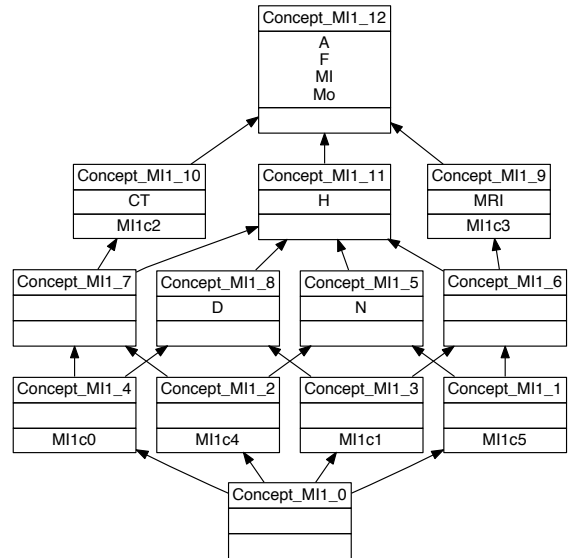 Concept_MI1_12
A
F
MI
Mo
Concept_MI1_10
CT
MI1c2
Concept_MI1_11
H
Concept_MI1_9
MRI
MI1c3
Concept_MI1_7
Concept_MI1_8
D
Concept_MI1_5
N
Concept_MI1_6
Concept_MI1_4
MI1c0
Concept_MI1_2
MI1c4
Concept_MI1_3
MI1c1
Concept_MI1_1
MI1c5
Concept_MI1_0